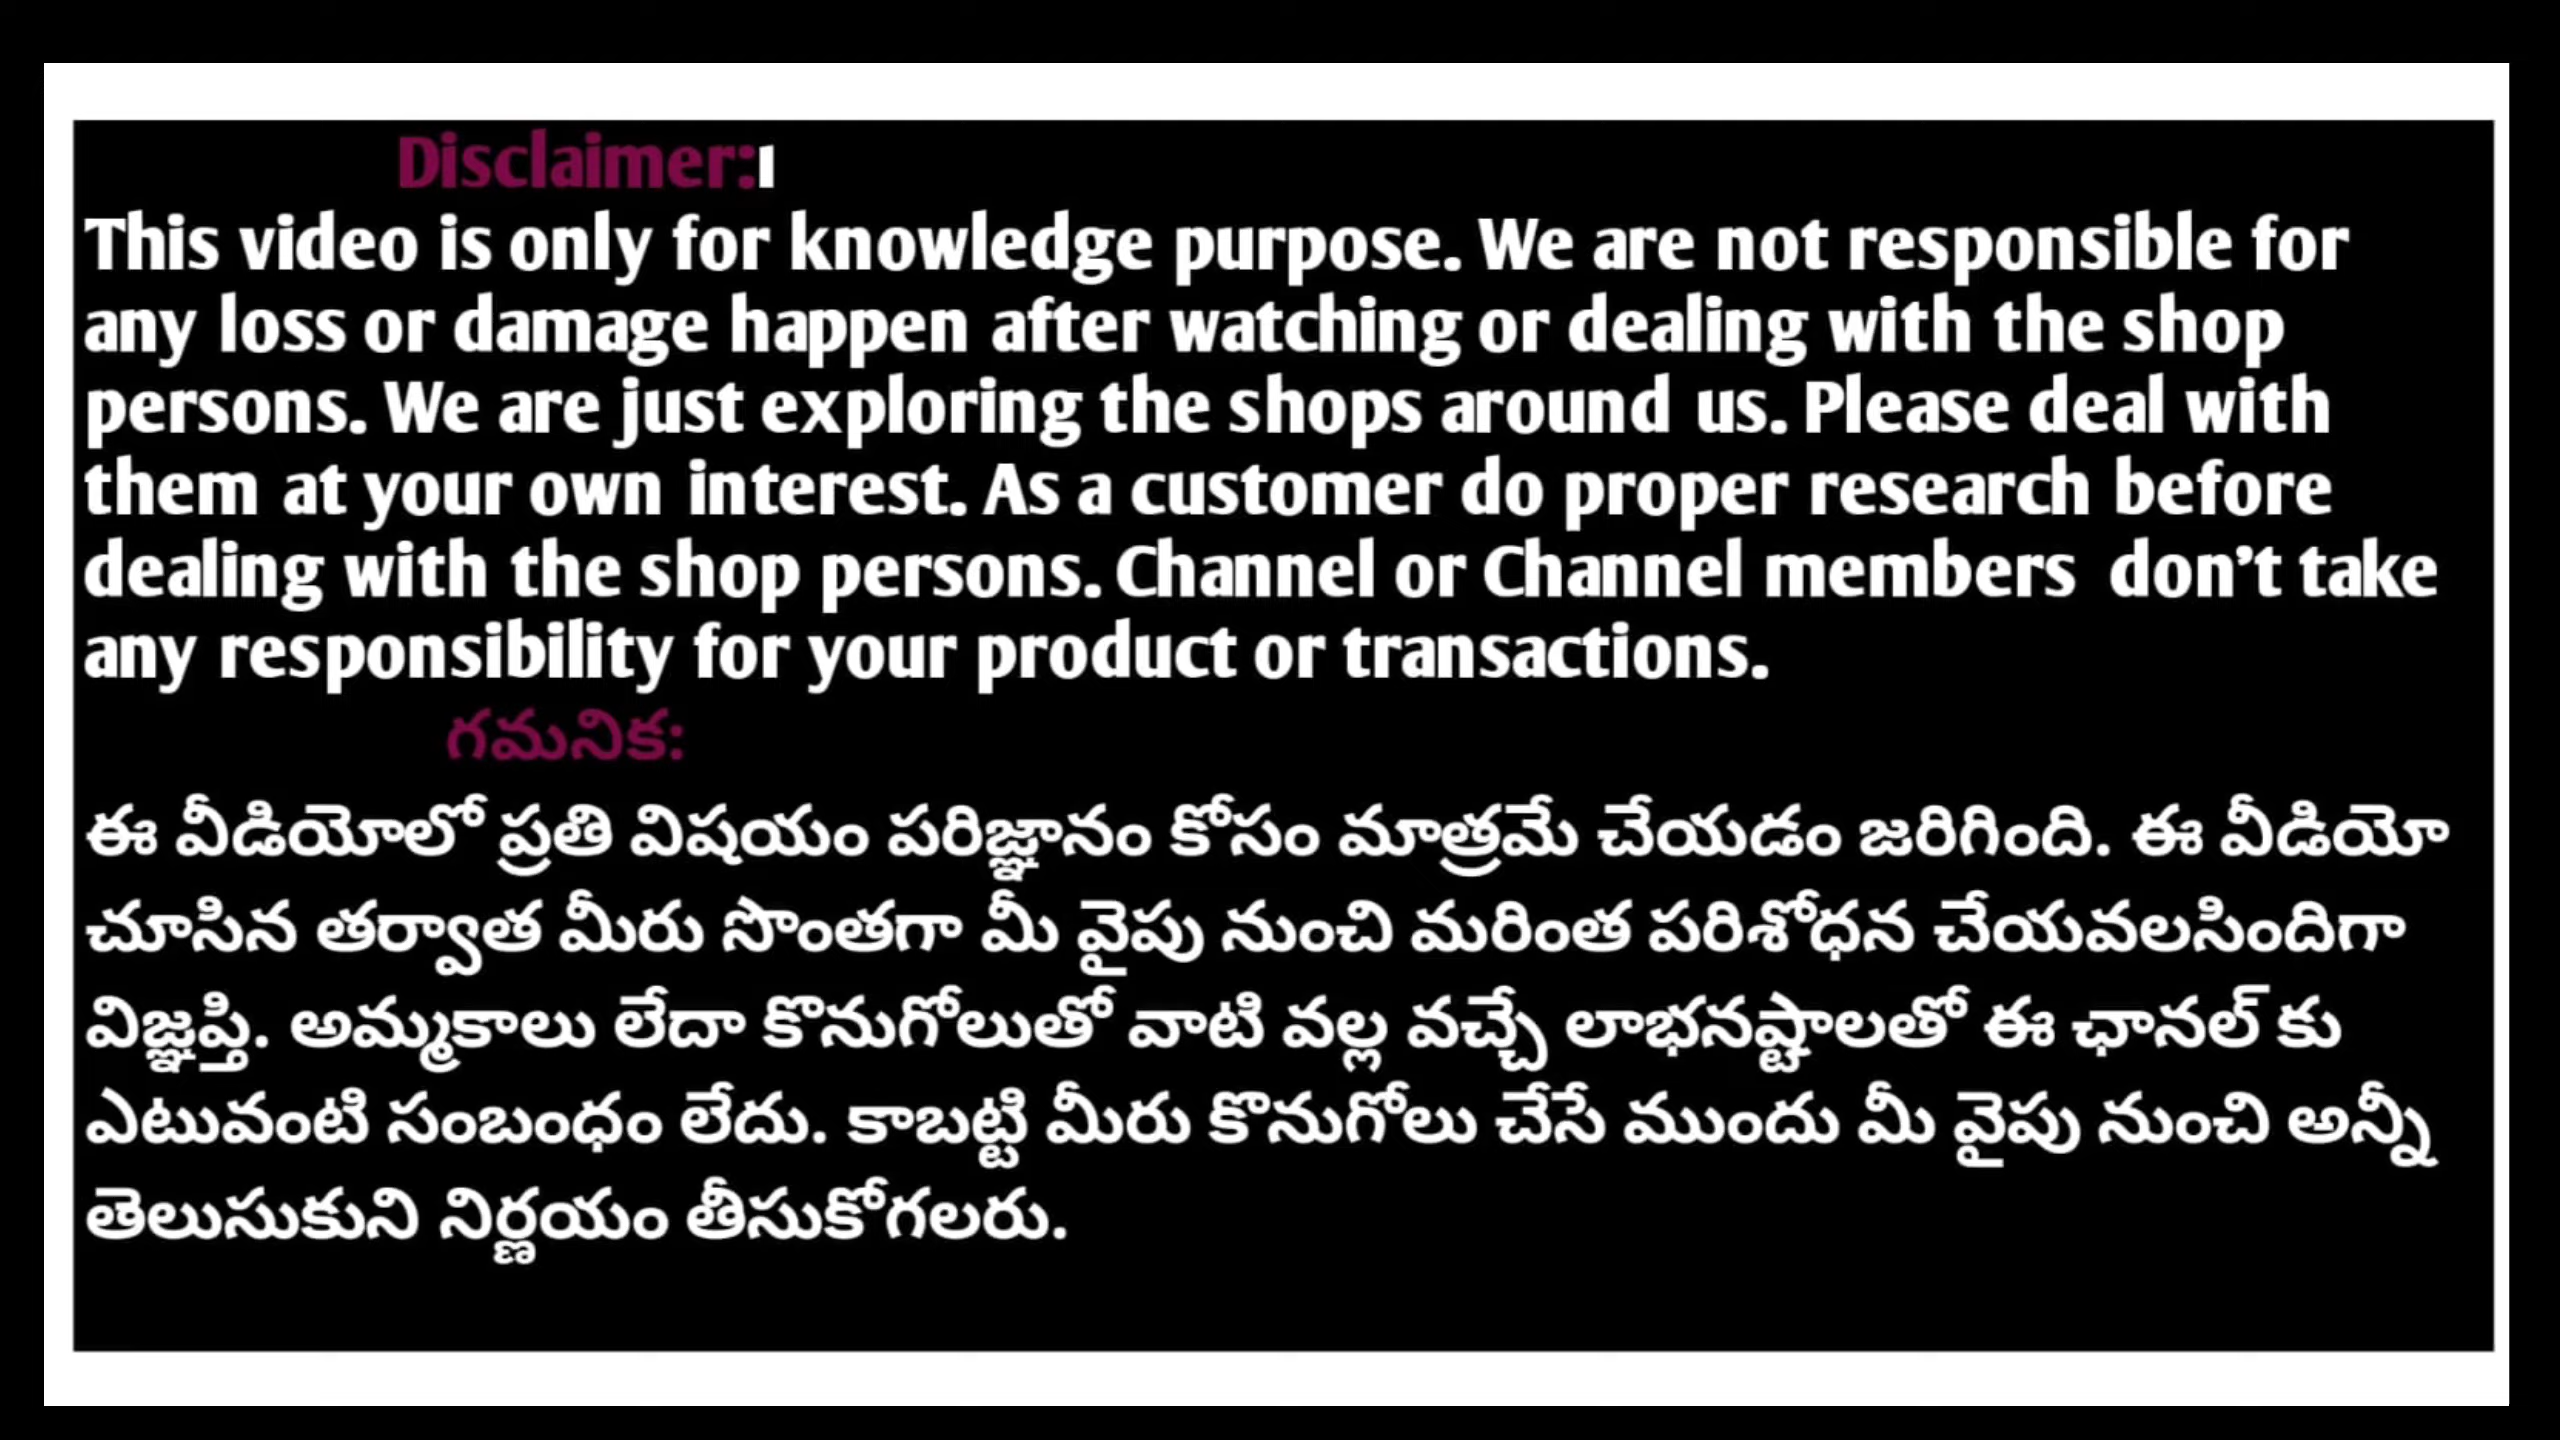 Disclaimer:
This video is only for knowledge purpose. We are not responsible for
any loss or damage happen after watching or dealing with the shop
persons. We are just exploring the shops around us. Please deal with
them at your own interest. As a customer do proper research before
dealing with the shop persons. Channel or Channel members don’t take
any responsibility for your product or transactions.
గమనిక:
ఈ వీడియోలో ప్రతి విషయం పరిజ్ఞానం కోసం మాత్రమే చేయడం జరిగింది. ఈ వీడియో
చూసిన తర్వాత మీరు సొంతగా మీ వైపు నుంచి మరింత పరిశోధన చేయవలసిందిగా
విజ్ఞప్తి. అమ్మకాలు లేదా కొనుగోలుతో వాటి వల్ల వచ్చే లాభనష్టాలతో ఈ ఛానల్ కు
ఎటువంటి సంబంధం లేదు. కాబట్టి మీరు కొనుగోలు చేసే ముందు మీ వైపు నుంచి అన్నీ
తెలుసుకుని నిర్ణయం తీసుకోగలరు.